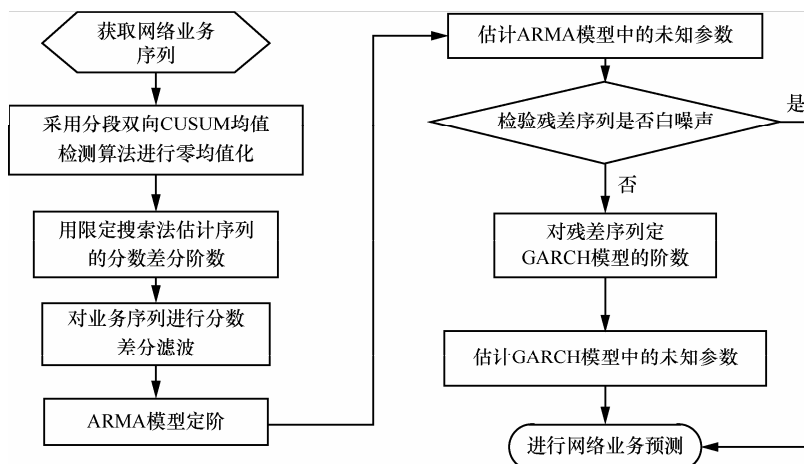 获取网络业务
序列
采用分段双向CUSUM均值
检测算法进行零均值化
用限定搜索法估计序列
的分数差分阶数
对业务序列进行分数
差分滤波
ARMA模型定阶
估计ARMA模型中的未知参数
检验残差序列是否白噪声
是
否
对残差序列定
GARCH模型的阶数
估计GARCH模型中的未知参数
进行网络业务预测